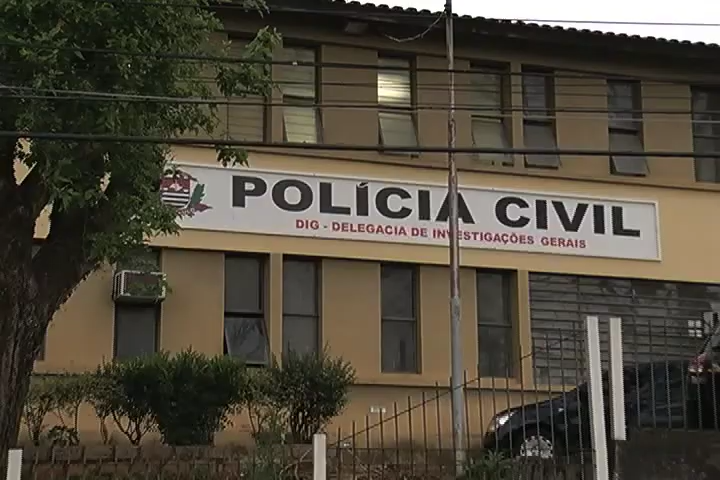 POLÍCIA CIVIL
DIG - DELEGACIA DE INVESTIGAÇÕES GERAIS